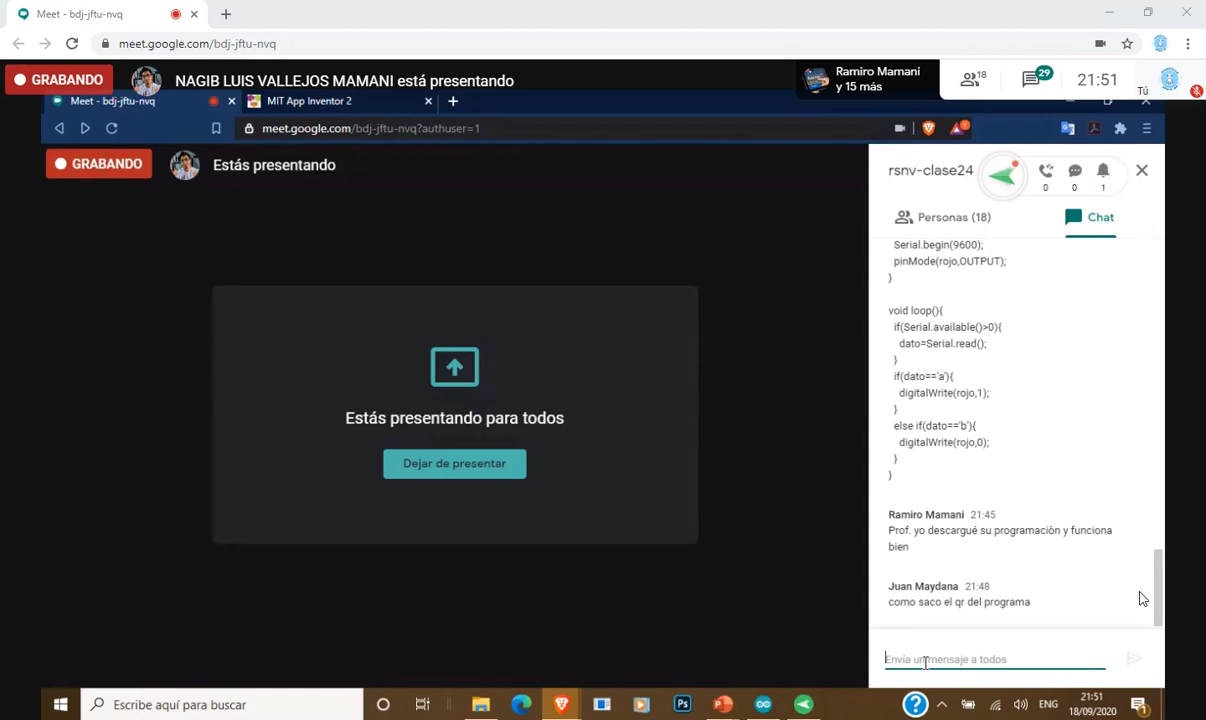 Meet - bdj-jftu-nvq
meet.google.com/bdj-jftu-nvq
GRABANDO
NAGIB LUIS VALLEJOS MAMANI está presentando
Ramiro Mamani
y 15 más
18
29
21:51
Tú
Meet - bdj-jftu-nvq
MIT App Inventor 2
meet.google.com/bdj-jftu-nvq?authuser=1
GRABANDO
Estás presentando
rsnv-clase24
0
0
1
Personas (18)
Chat
Serial.begin(9600);
pinMode(rojo,OUTPUT);
}
void loop(){
if(Serial.available()>0){
dato=Serial.read();
}
if(dato=='a'){
digitalWrite(rojo,1);
}
else if(dato=='b'){
digitalWrite(rojo,0);
}
}
Estás presentando para todos
Dejar de presentar
Ramiro Mamani 21:45
Prof. yo descargué su programaciòn y funciona
bien
Juan Maydana 21:48
como saco el qr del programa
Envía un mensaje a todos
Escribe aquí para buscar
Ps
ENG
21:51
18/09/2020